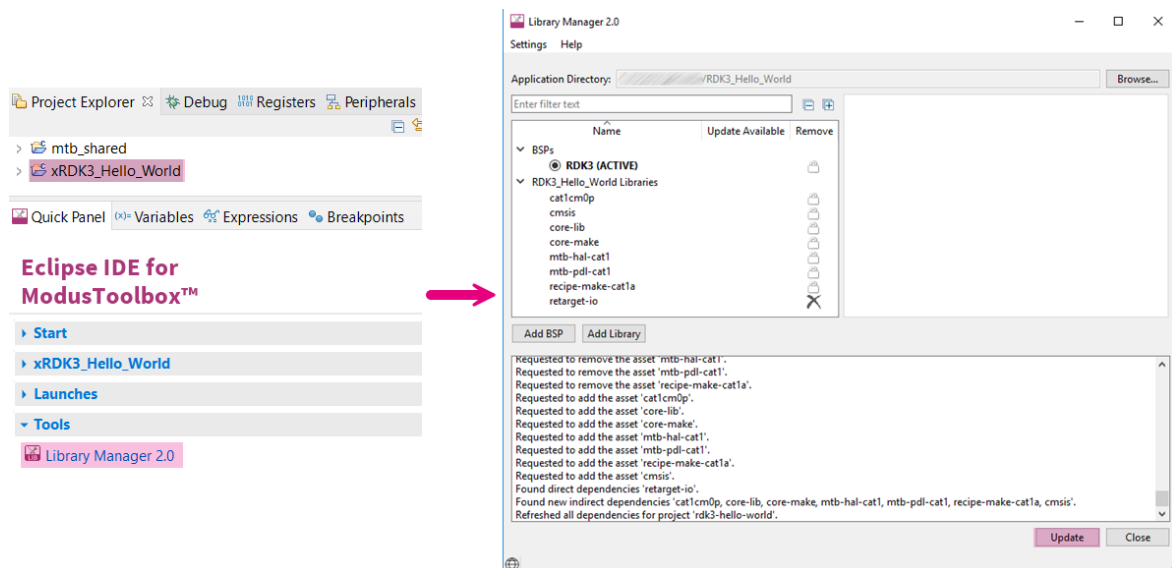 Project Explorer Debug Registers Peripherals
mtb_shared
xRDK3_Hello_World
Quick Panel (x)= Variables Expressions Breakpoints
Eclipse IDE for
ModusToolbox™
Start
xRDK3_Hello_World
Launches
Tools
Library Manager 2.0
Library Manager 2.0
Settings Help
Application Directory: /RDK3_Hello_World Browse...
Enter filter text
Name Update Available Remove
BSPs
RDK3 (ACTIVE)
RDK3_Hello_World Libraries
cat1cm0p
cmsis
core-lib
core-make
mtb-hal-cat1
mtb-pdl-cat1
recipe-make-cat1a
retarget-io
Add BSP Add Library
Requested to remove the asset 'mtb-hal-cat1'.
Requested to remove the asset 'mtb-pdl-cat1'.
Requested to remove the asset 'recipe-make-cat1a'.
Requested to add the asset 'cat1cm0p'.
Requested to add the asset 'core-lib'.
Requested to add the asset 'core-make'.
Requested to add the asset 'mtb-hal-cat1'.
Requested to add the asset 'mtb-pdl-cat1'.
Requested to add the asset 'recipe-make-cat1a'.
Requested to add the asset 'cmsis'.
Found direct dependencies 'retarget-io'.
Found new indirect dependencies 'cat1cm0p, core-lib, core-make, mtb-hal-cat1, mtb-pdl-cat1, recipe-make-cat1a, cmsis'.
Refreshed all dependencies for project 'rdk3-hello-world'.
Update Close